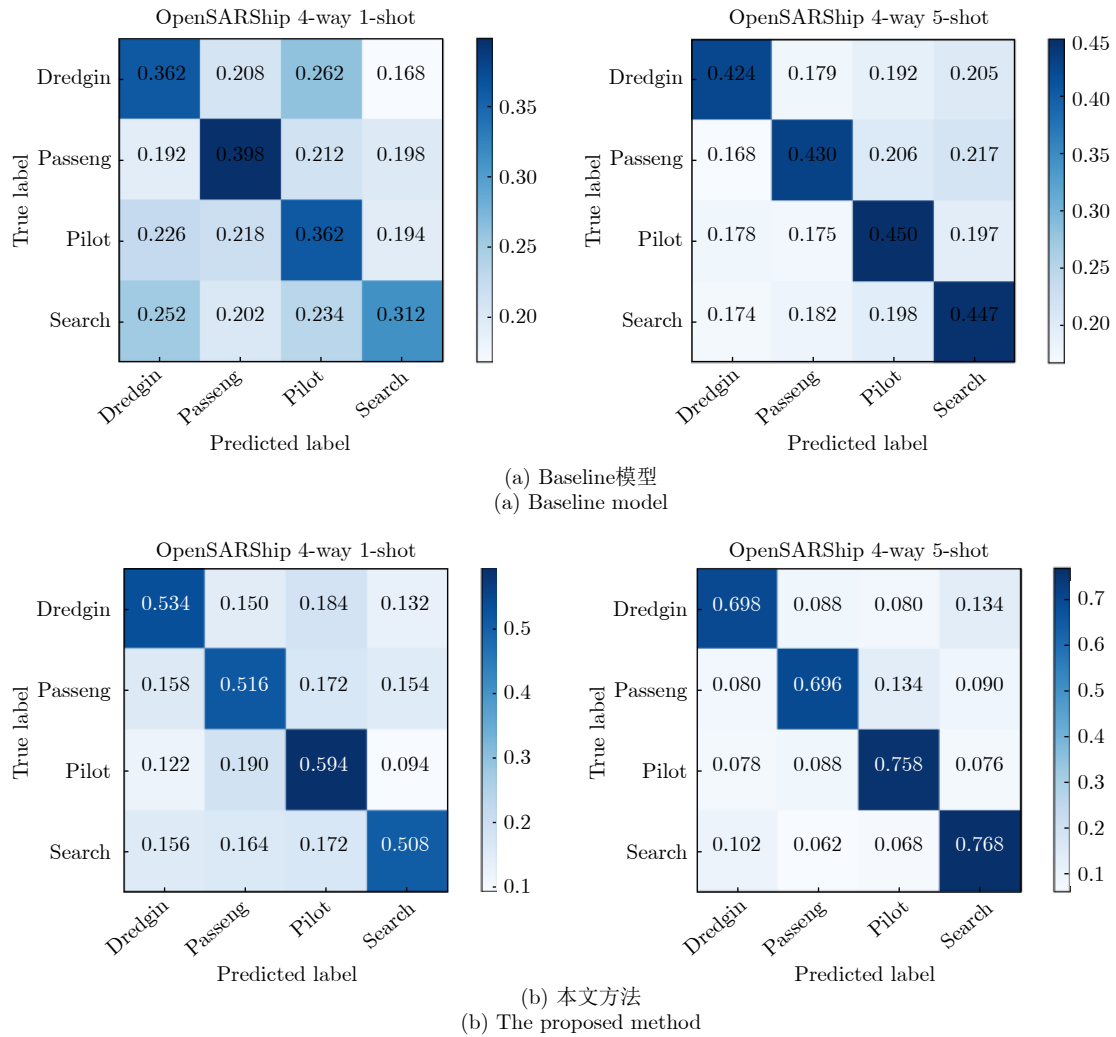 OpenSARShip 4-way 1-shot
True label
Dredgin 0.362 0.208 0.262 0.168
Passeng 0.192 0.398 0.212 0.198
Pilot 0.226 0.218 0.362 0.194
Search 0.252 0.202 0.234 0.312
Dredgin Passeng Pilot Search
Predicted label
0.35
0.30
0.25
0.20
OpenSARShip 4-way 5-shot
True label
Dredgin 0.424 0.179 0.192 0.205
Passeng 0.168 0.430 0.206 0.217
Pilot 0.178 0.175 0.450 0.197
Search 0.174 0.182 0.198 0.447
Dredgin Passeng Pilot Search
Predicted label
0.45
0.40
0.35
0.30
0.25
0.20
(a) Baseline模型
(a) Baseline model
OpenSARShip 4-way 1-shot
True label
Dredgin 0.534 0.150 0.184 0.132
Passeng 0.158 0.516 0.172 0.154
Pilot 0.122 0.190 0.594 0.094
Search 0.156 0.164 0.172 0.508
Dredgin Passeng Pilot Search
Predicted label
0.5
0.4
0.3
0.2
0.1
OpenSARShip 4-way 5-shot
True label
Dredgin 0.698 0.088 0.080 0.134
Passeng 0.080 0.696 0.134 0.090
Pilot 0.078 0.088 0.758 0.076
Search 0.102 0.062 0.068 0.768
Dredgin Passeng Pilot Search
Predicted label
0.7
0.6
0.5
0.4
0.3
0.2
0.1
(b) 本文方法
(b) The proposed method